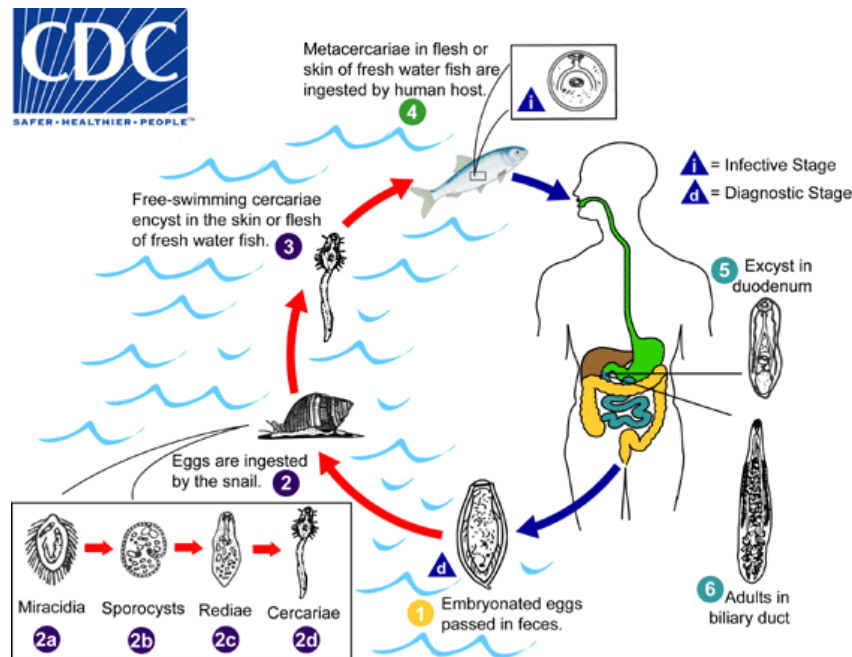 CDC
SAFER • HEALTHIER • PEOPLE™
Metacercariae in flesh or
skin of fresh water fish are
ingested by human host.
4
i
i = Infective Stage
d = Diagnostic Stage
Free-swimming cercariae
encyst in the skin or flesh
of fresh water fish. 3
5 Excyst in
duodenum
Eggs are ingested
by the snail. 2
d
1 Embryonated eggs
passed in feces.
6 Adults in
biliary duct
Miracidia Sporocysts Rediae Cercariae
2a 2b 2c 2d